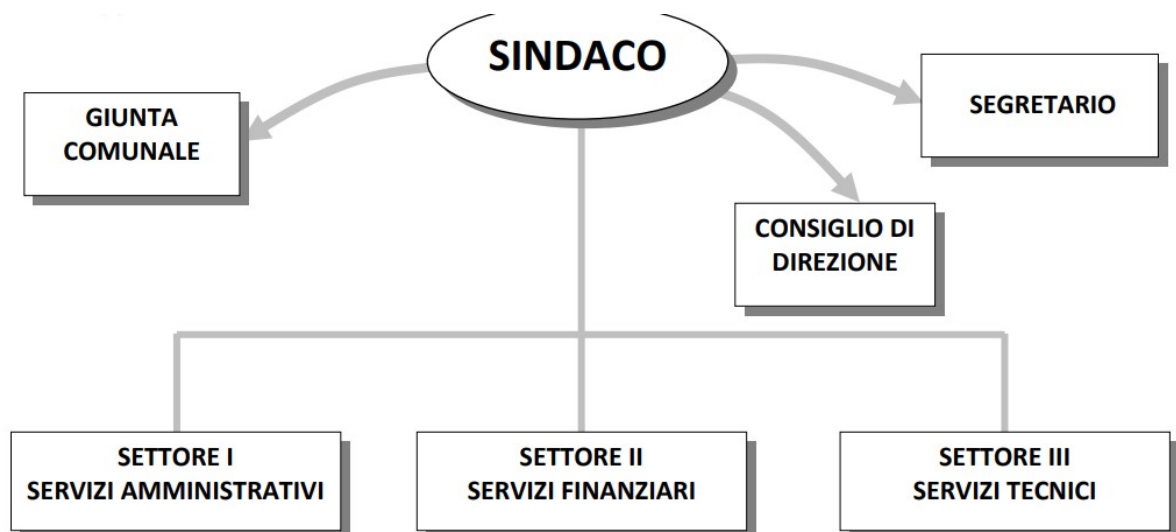 SINDACO
GIUNTA
COMUNALE
SEGRETARIO
CONSIGLIO DI
DIREZIONE
SETTORE I
SERVIZI AMMINISTRATIVI
SETTORE II
SERVIZI FINANZIARI
SETTORE III
SERVIZI TECNICI